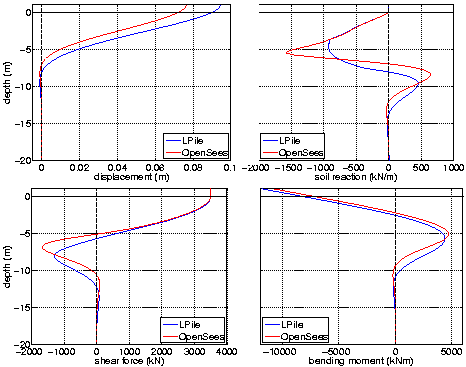 0
−5
−10
−15
−20
depth (m)
0 0.02 0.04 0.06 0.08 0.1
displacement (m)
LPile
OpenSees
0
−5
−10
−15
−20
−2000 −1500 −1000 −500 0 500 1000
soil reaction (kN/m)
LPile
OpenSees
0
−5
−10
−15
−20
depth (m)
−2000 −1000 0 1000 2000 3000 4000
shear force (kN)
LPile
OpenSees
0
−5
−10
−15
−20
−10000 −5000 0 5000
bending moment (kNm)
LPile
OpenSees